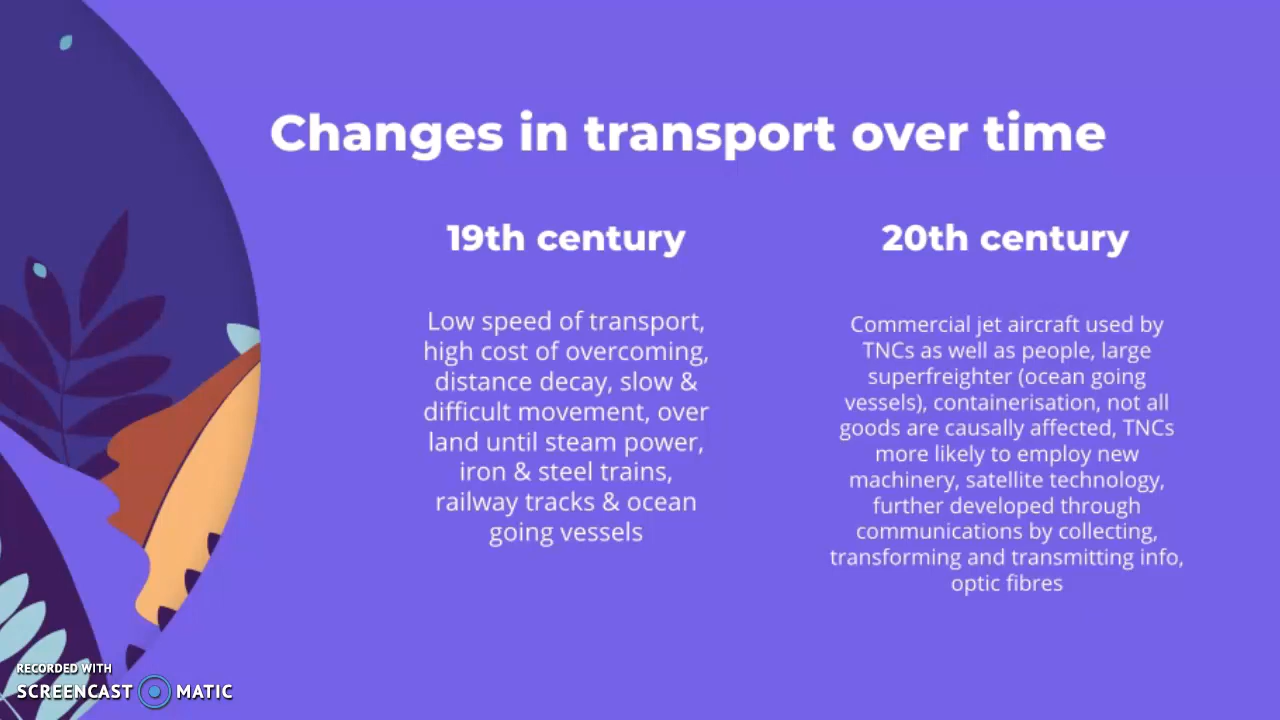 Changes in transport over time
19th century
Low speed of transport,
high cost of overcoming,
distance decay, slow &
difficult movement, over
land until steam power,
iron & steel trains,
railway tracks & ocean
going vessels
20th century
Commercial jet aircraft used by
TNCs as well as people, large
superfreighter (ocean going
vessels), containerisation, not all
goods are causally affected, TNCs
more likely to employ new
machinery, satellite technology,
further developed through
communications by collecting,
transforming and transmitting info,
optic fibres
RECORDED WITH
SCREENCAST MATIC